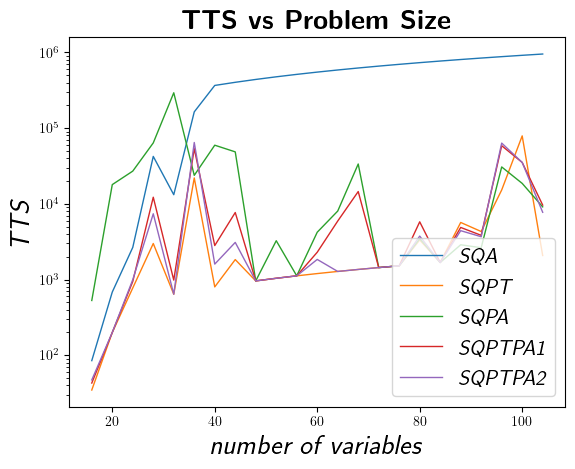 TTS vs Problem Size
TTS
10^6
10^5
10^4
10^3
10^2
20 40 60 80 100
number of variables
SQA
SQPT
SQPA
SQPTPA1
SQPTPA2